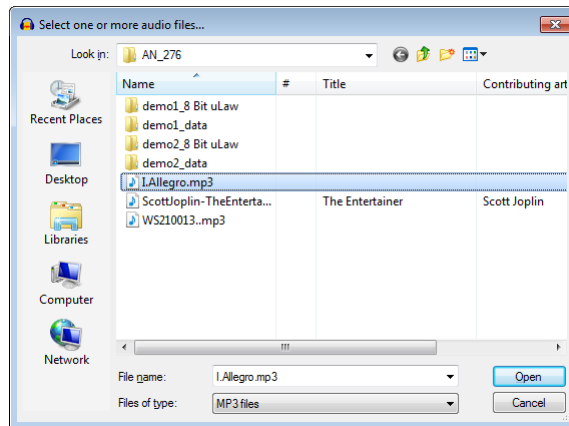 Select one or more audio files...
Look in: AN_276
Name # Title Contributing art
demo1_8 Bit uLaw
demo1_data
demo2_8 Bit uLaw
demo2_data
I.Allegro.mp3
ScottJoplin-TheEnterta... The Entertainer Scott Joplin
WS210013..mp3
Recent Places
Desktop
Libraries
Computer
Network
File name: I.Allegro.mp3 Open
Files of type: MP3 files Cancel